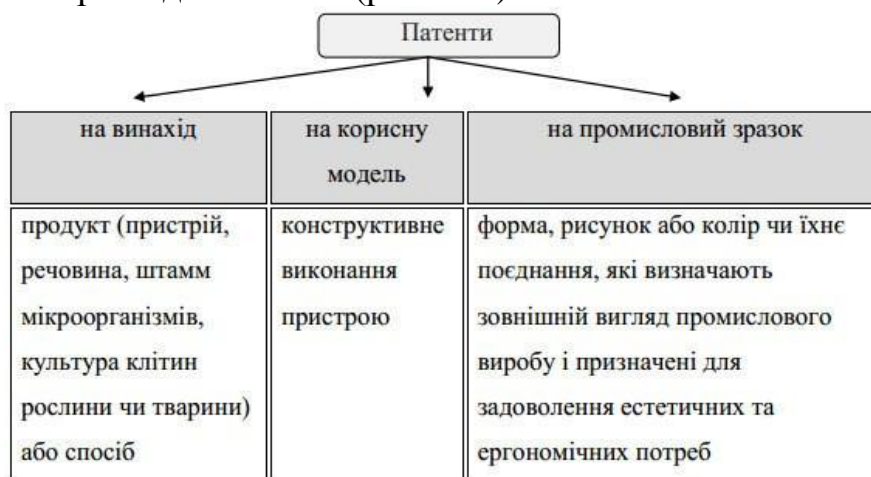 Патенти
на винахід
на корисну
модель
на промисловий зразок
продукт (пристрій,
речовина, штамм
мікроорганізмів,
культура клітин
рослини чи тварини)
або спосіб
конструктивне
виконання
пристрою
форма, рисунок або колір чи їхнє
поєднання, які визначають
зовнішній вигляд промислового
виробу і призначені для
задоволення естетичних та
ергономічних потреб